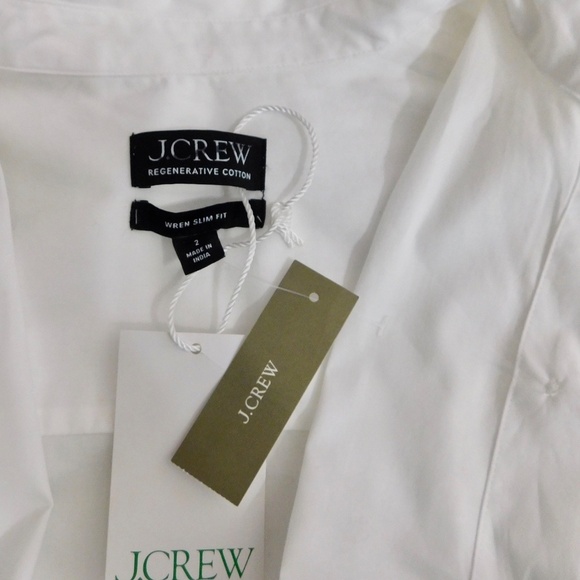 J.CREW
REGENERATIVE COTTON
WREN SLIM FIT
2
MADE IN
INDIA
J.CREW
J.CREW